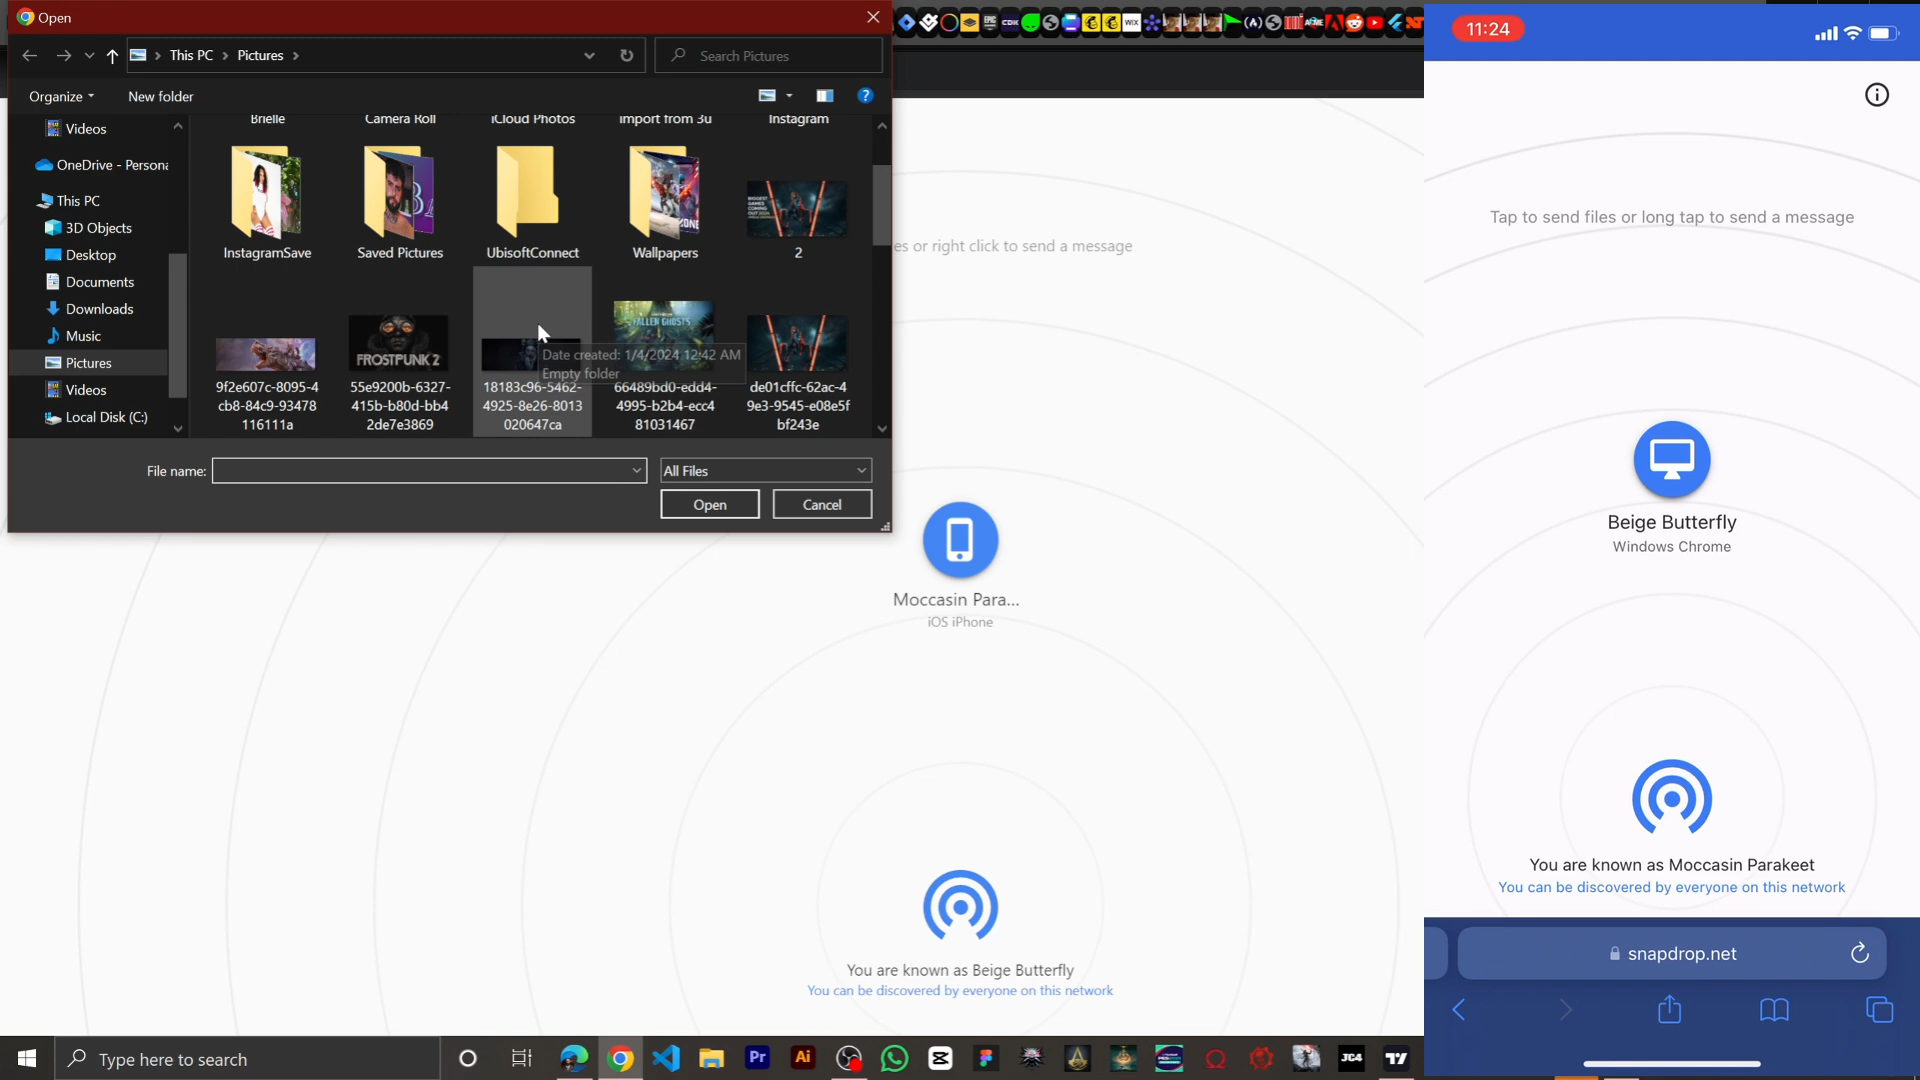 Open
This PC
Pictures
Search Pictures
Organize
New folder
Videos
OneDrive - Persona
This PC
3D Objects
Desktop
Documents
Downloads
Music
Pictures
Videos
Local Disk (C:)
Brielle
Camera Roll
iCloud Photos
Import from 3u
Instagram
InstagramSave
Saved Pictures
UbisoftConnect
Wallpapers
2
FROSTPUNK 2
FALLEN GHOSTS
Date created: 1/4/2024 12:42 AM
Empty folder
9f2e607c-8095-4
cb8-84c9-93478
116111a
55e9200b-6327-
415b-b80d-bb4
2de7e3869
18183c96-5462-
4925-8e26-8013
020647ca
66489bd0-edd4-
4995-b2b4-ecc4
81031467
de01cffc-62ac-4
9e3-9545-e08e5f
bf243e
File name:
All Files
Open
Cancel
es or right click to send a message
Moccasin Para...
iOS iPhone
You are known as Beige Butterfly
You can be discovered by everyone on this network
Type here to search
Pr
Ai
JC4
11:24
Tap to send files or long tap to send a message
Beige Butterfly
Windows Chrome
You are known as Moccasin Parakeet
You can be discovered by everyone on this network
snapdrop.net